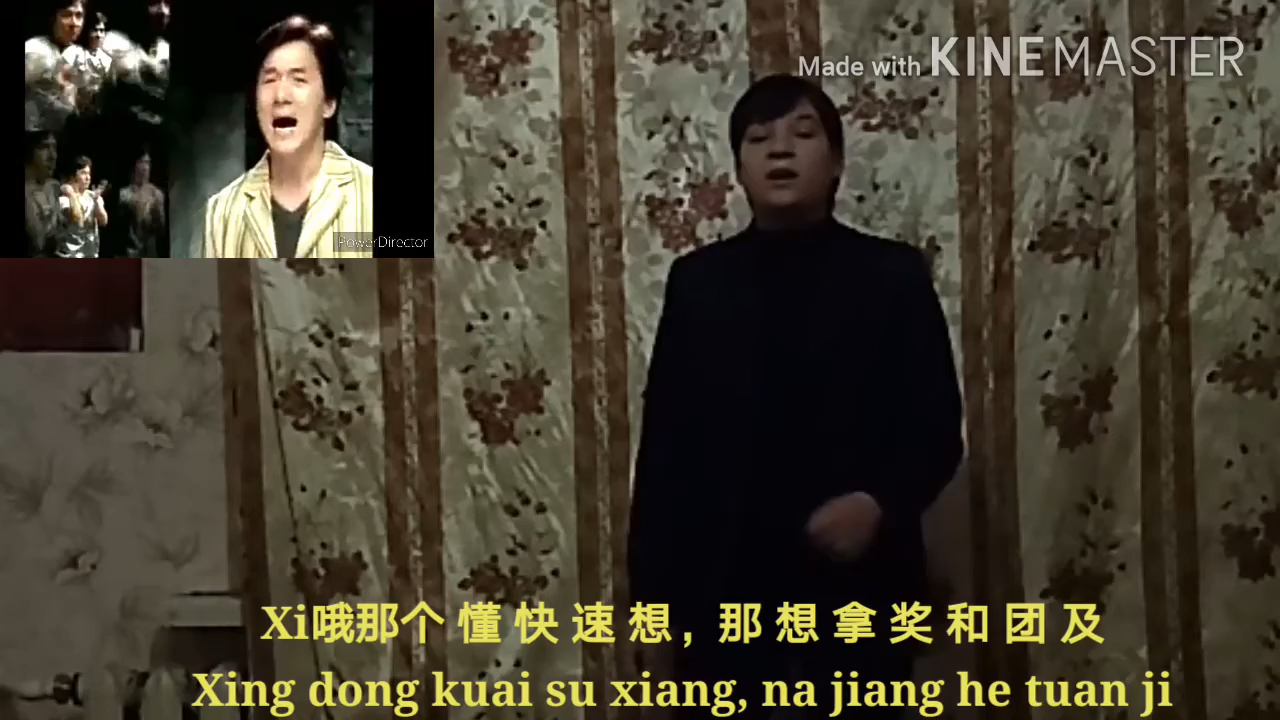 Made with KINEMASTER
PowerDirector
Xi哦那个 懂 快 速 想, 那 想 拿 奖 和 团 及
Xing dong kuai su xiang, na jiang he tuan ji